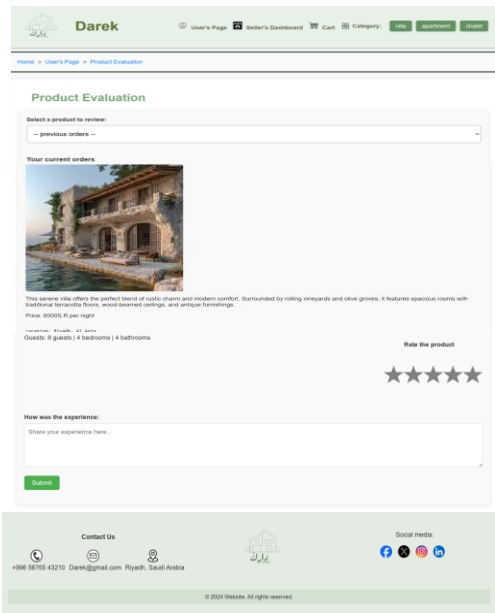 دارك
Darek
User's Page
Seller's Dashboard
Cart
Category:
villa
apartment
chalet
Home > User's Page > Product Evaluation
Product Evaluation
Select a product to review:
-- previous orders --
Your current orders
This serene villa offers the perfect blend of rustic charm and modern comfort. Surrounded by rolling vineyards and olive groves, it features spacious rooms with
traditional terracotta floors, wood-beamed ceilings, and antique furnishings.
Price: 8000S.R per night
Guests: 8 guests | 4 bedrooms | 4 bathrooms
Rate the product
How was the experience:
Share your experience here...
Submit
Contact Us
+996 58765 43210
Darek@gmail.com
Riyadh, Saudi Arabia
دارك
Social media:
© 2024 Website. All rights reserved.